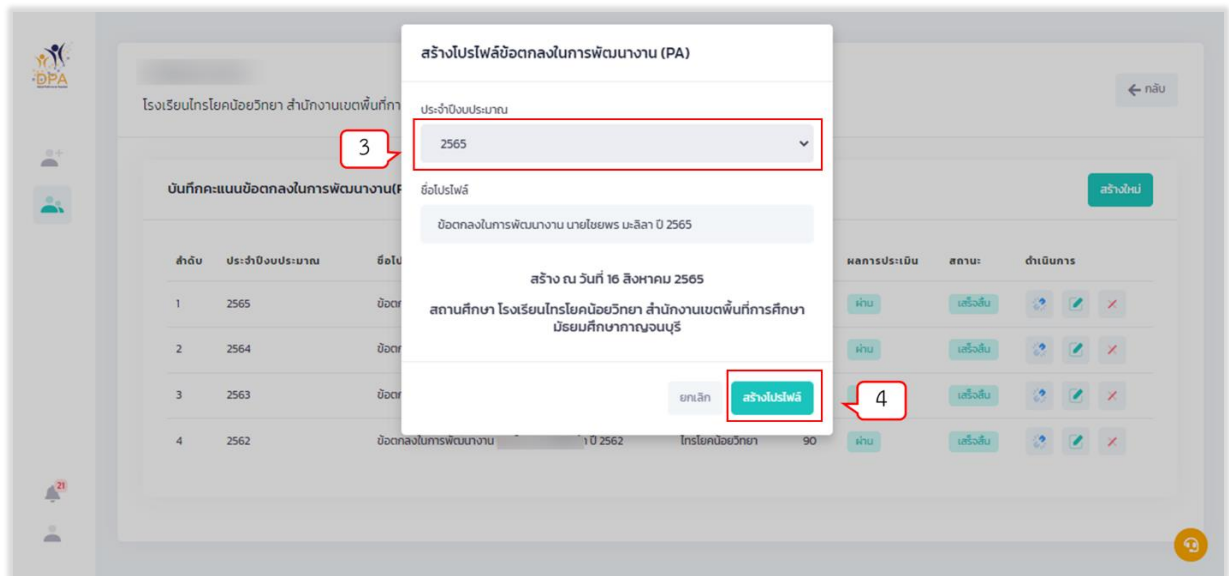 สร้างโปรไฟล์ข้อตกลงในการพัฒนางาน (PA)
DPA
← กลับ
โรงเรียนไทรโยคน้อยวิทยา สำนักงานเขตพื้นที่กา
ประจำปีงบประมาณ
3
2565
บันทึกคะแนนข้อตกลงในการพัฒนางาน(P
ชื่อโปรไฟล์
สร้างใหม่
ข้อตกลงในการพัฒนางาน นายไชยพร มะลิลา ปี 2565
ลำดับ ประจำปีงบประมาณ ชื่อโป ผลการประเมิน สถานะ ดำเนินการ
สร้าง ณ วันที่ 16 สิงหาคม 2565
1 2565 ข้อต ผ่าน เสร็จสิ้น
สถานศึกษา โรงเรียนไทรโยคน้อยวิทยา สำนักงานเขตพื้นที่การศึกษา
มัธยมศึกษากาญจนบุรี
2 2564 ข้อต ผ่าน เสร็จสิ้น
3 2563 ข้อต เสร็จสิ้น
ยกเลิก สร้างโปรไฟล์ 4
4 2562 ข้อตกลงในการพัฒนางาน ปี 2562 ไทรโยคน้อยวิทยา 90 ผ่าน เสร็จสิ้น
21